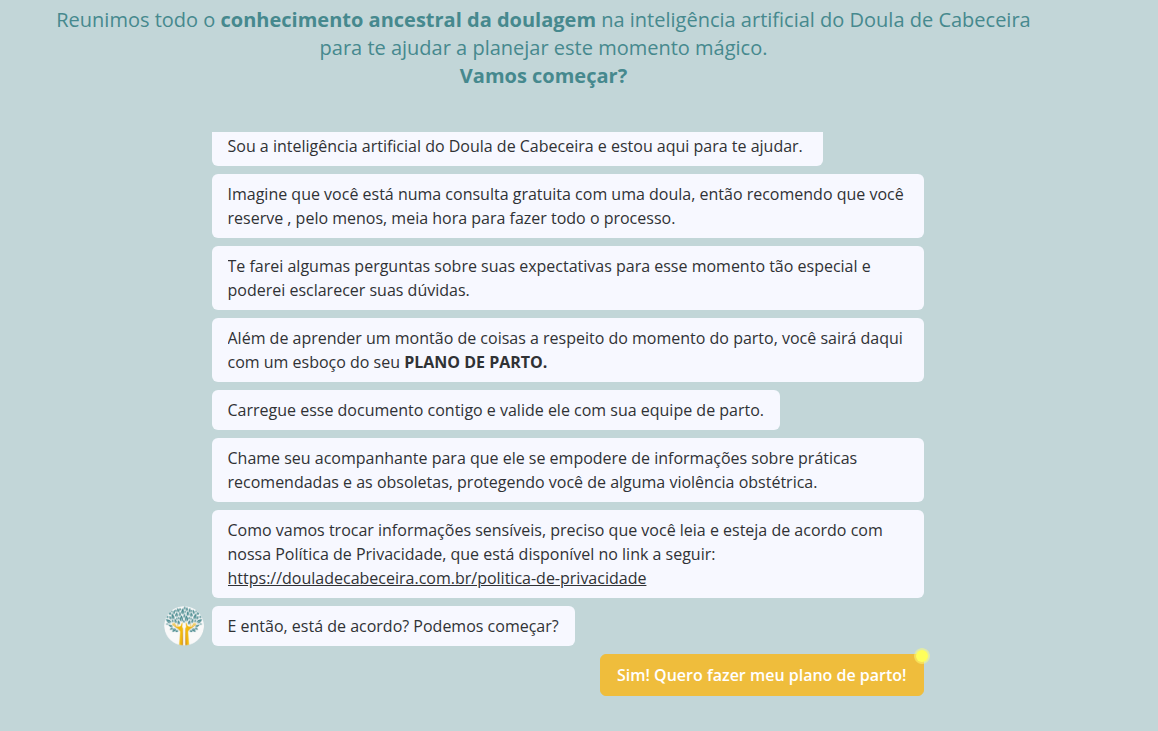 Reunimos todo o conhecimento ancestral da doulagem na inteligência artificial do Doula de Cabeceira
para te ajudar a planejar este momento mágico.
Vamos começar?
Sou a inteligência artificial do Doula de Cabeceira e estou aqui para te ajudar.
Imagine que você está numa consulta gratuita com uma doula, então recomendo que você
reserve , pelo menos, meia hora para fazer todo o processo.
Te farei algumas perguntas sobre suas expectativas para esse momento tão especial e
poderei esclarecer suas dúvidas.
Além de aprender um montão de coisas a respeito do momento do parto, você sairá daqui
com um esboço do seu PLANO DE PARTO.
Carregue esse documento contigo e valide ele com sua equipe de parto.
Chame seu acompanhante para que ele se empodere de informações sobre práticas
recomendadas e as obsoletas, protegendo você de alguma violência obstétrica.
Como vamos trocar informações sensíveis, preciso que você leia e esteja de acordo com
nossa Política de Privacidade, que está disponível no link a seguir:
https://douladecabeceira.com.br/politica-de-privacidade
E então, está de acordo? Podemos começar?
Sim! Quero fazer meu plano de parto!